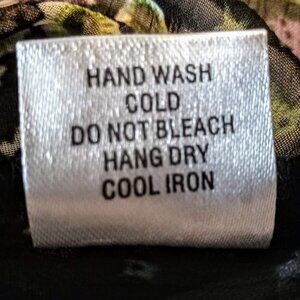 HAND WASH
COLD
DO NOT BLEACH
HANG DRY
COOL IRON